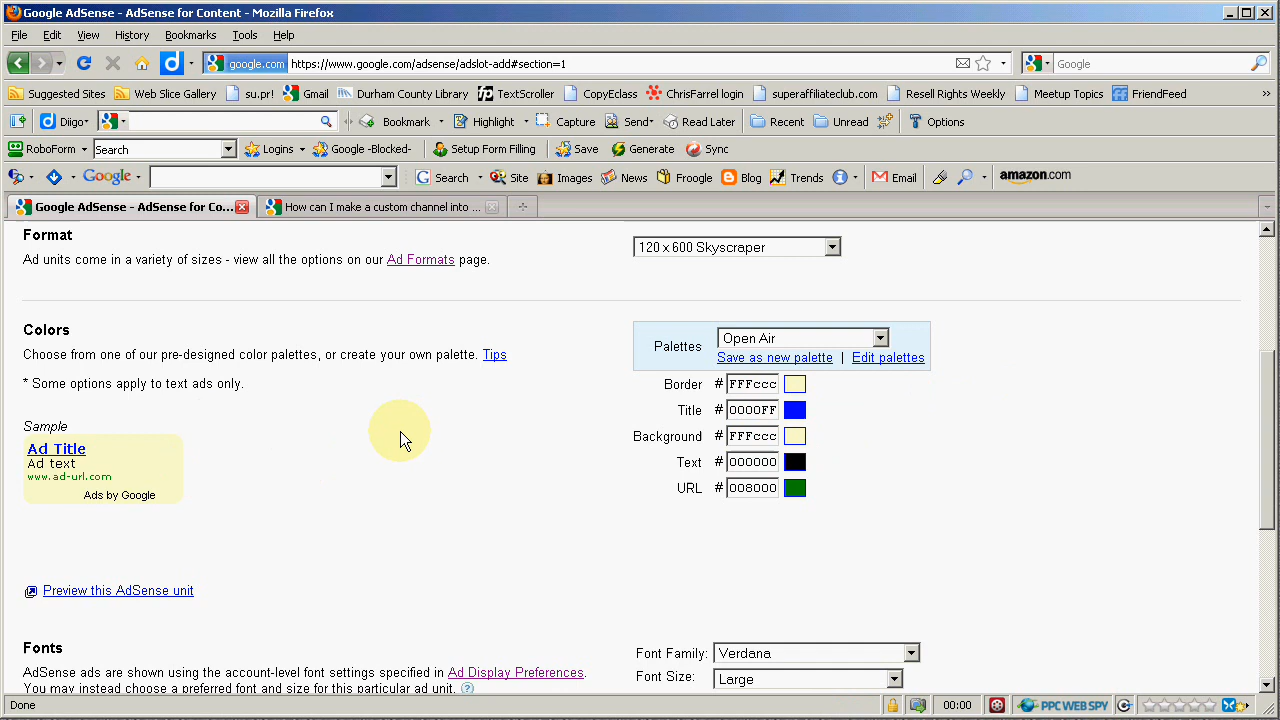 Google AdSense - AdSense for Content - Mozilla Firefox
File Edit View History Bookmarks Tools Help
google.com https://www.google.com/adsense/adslot-add#section=1 Google
Suggested Sites Web Slice Gallery su.pr! Gmail Durham County Library TextScroller CopyEclass ChrisFarrel login superaffiliateclub.com Resell Rights Weekly Meetup Topics FriendFeed »
Diigo Bookmark Highlight Capture Send Read Later Recent Unread Options
RoboForm Search Logins Google -Blocked- Setup Form Filling Save Generate Sync
Google Search Site Images News Froogle Blog Trends Email amazon.com
Google AdSense - AdSense for Co... How can I make a custom channel into ...
Format
120 x 600 Skyscraper
Ad units come in a variety of sizes - view all the options on our Ad Formats page.
Colors
Palettes Open Air
Choose from one of our pre-designed color palettes, or create your own palette. Tips
Save as new palette | Edit palettes
* Some options apply to text ads only.
Border # FFFccc
Title # 0000FF
Sample
Background # FFFccc
Ad Title
Ad text
Text # 000000
www.ad-url.com
URL # 008000
Ads by Google
Preview this AdSense unit
Fonts
Font Family: Verdana
AdSense ads are shown using the account-level font settings specified in Ad Display Preferences.
Font Size: Large
You may instead choose a preferred font and size for this particular ad unit. (?)
Done 00:00 PPC WEB SPY